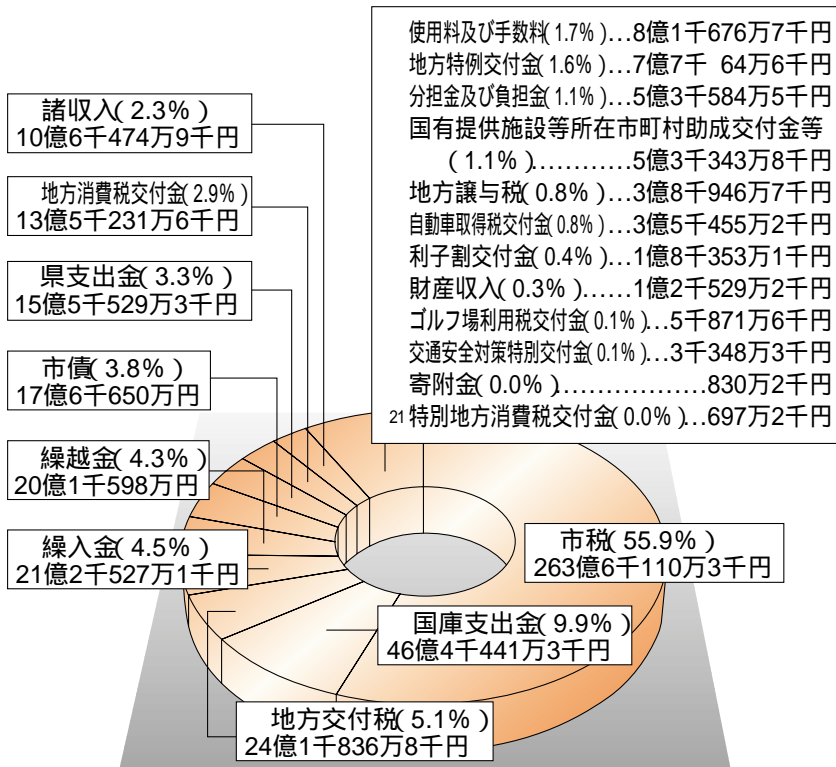 使用料及び手数料(1.7%)…8億1千676万7千円
地方特例交付金(1.6%)…7億7千 64万6千円
分担金及び負担金(1.1%)…5億3千584万5千円
国有提供施設等所在市町村助成交付金等
(1.1%)…………5億3千343万8千円
地方譲与税(0.8%)…3億8千946万7千円
自動車取得税交付金(0.8%)…3億5千455万2千円
利子割交付金(0.4%)…1億8千353万1千円
財産収入(0.3%)……1億2千529万2千円
ゴルフ場利用税交付金(0.1%)…5千871万6千円
交通安全対策特別交付金(0.1%)…3千348万3千円
寄附金(0.0%)………………830万2千円
21 特別地方消費税交付金(0.0%)…697万2千円
諸収入(2.3%)
10億6千474万9千円
地方消費税交付金(2.9%)
13億5千231万6千円
県支出金(3.3%)
15億5千529万3千円
市債(3.8%)
17億6千650万円
繰越金(4.3%)
20億1千598万円
繰入金(4.5%)
21億2千527万1千円
市税(55.9%)
263億6千110万3千円
国庫支出金(9.9%)
46億4千441万3千円
地方交付税(5.1%)
24億1千836万8千円